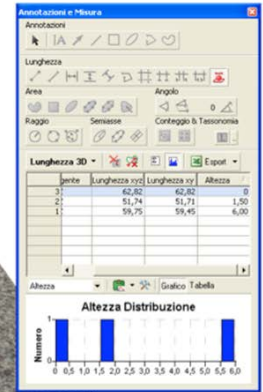 Annotazioni e Misura
Annotazioni
Lunghezza
Area Angolo
0
Raggio Semiasse Conteggio & Tassonomia
Lunghezza 3D Export
gente Lunghezza xyz Lunghezza xy Altezza
3 62,82 62,82 0
2 51,74 51,71 1,50
1 59,75 59,45 6,00
Altezza Grafico Tabella
Altezza Distribuzione
Numero
1
0
0 0,5 1,0 1,5 2,0 2,5 3,0 3,5 4,0 4,5 5,0 5,5 6,0